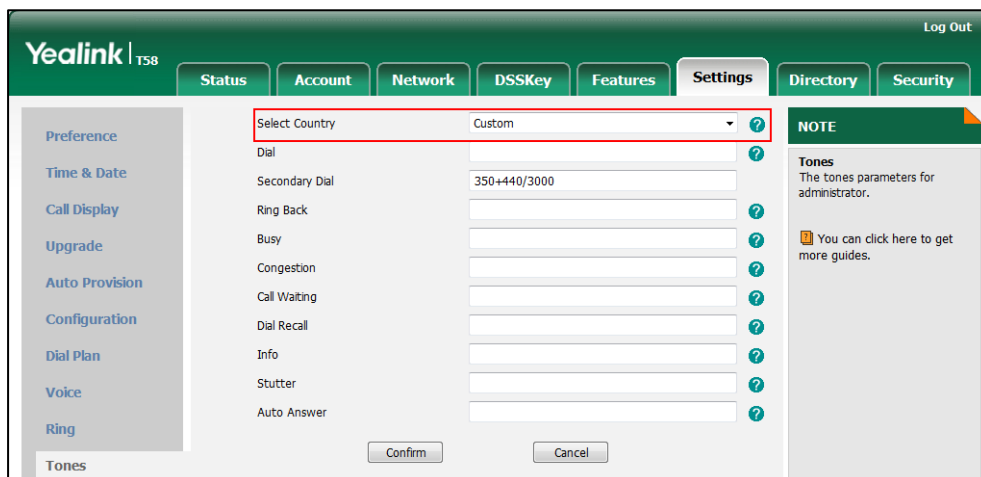 Log Out
Yealink | T58
Status Account Network DSSKey Features Settings Directory Security
Preference
Time & Date
Call Display
Upgrade
Auto Provision
Configuration
Dial Plan
Voice
Ring
Tones
Select Country Custom ?
Dial ?
Secondary Dial 350+440/3000
Ring Back ?
Busy ?
Congestion ?
Call Waiting ?
Dial Recall ?
Info ?
Stutter ?
Auto Answer ?
Confirm Cancel
NOTE
Tones
The tones parameters for
administrator.
? You can click here to get
more guides.